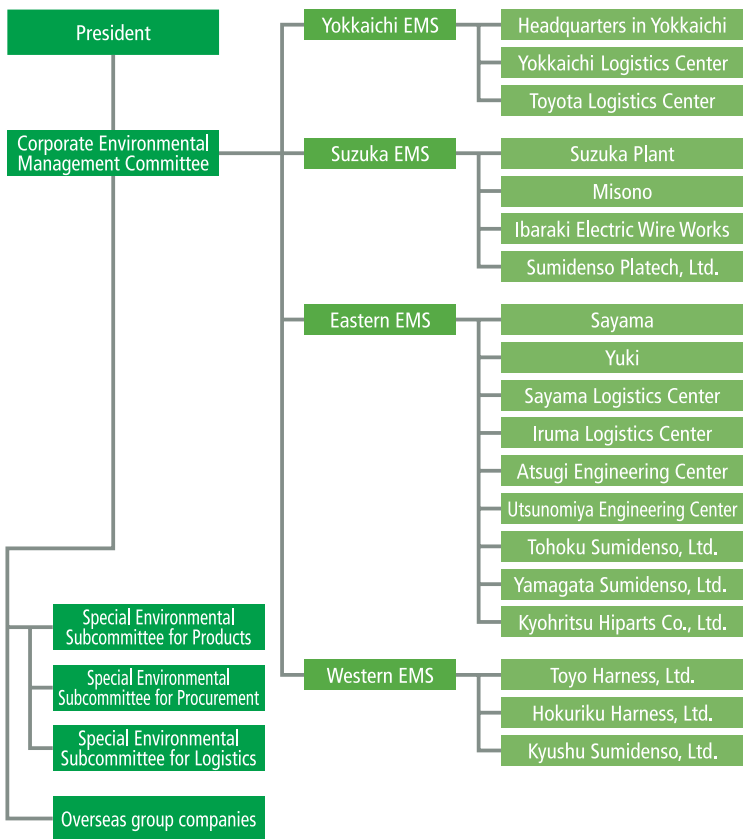 President
Corporate Environmental
Management Committee
Special Environmental
Subcommittee for Products
Special Environmental
Subcommittee for Procurement
Special Environmental
Subcommittee for Logistics
Overseas group companies
Yokkaichi EMS
Headquarters in Yokkaichi
Yokkaichi Logistics Center
Toyota Logistics Center
Suzuka EMS
Suzuka Plant
Misono
Ibaraki Electric Wire Works
Sumidenso Platech, Ltd.
Eastern EMS
Sayama
Yuki
Sayama Logistics Center
Iruma Logistics Center
Atsugi Engineering Center
Utsunomiya Engineering Center
Tohoku Sumidenso, Ltd.
Yamagata Sumidenso, Ltd.
Kyohritsu Hiparts Co., Ltd.
Western EMS
Toyo Harness, Ltd.
Hokuriku Harness, Ltd.
Kyushu Sumidenso, Ltd.